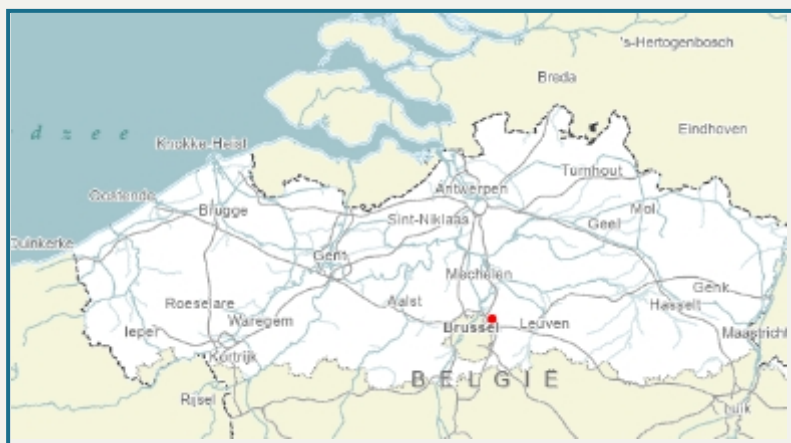 's-Hertogenbosch
Breda
Eindhoven
d z e e
Knokke-Heist
Turnhout
Antwerpen
Oostende
Brugge
Sint-Niklaas
Geel
Mol
Duinkerke
Gent
Mechelen
Genk
Roeselare
Aalst
Hasselt
Ieper
Waregem
Brussel
Leuven
Maastricht
Kortrijk
BELGIË
Rijsel
Luik